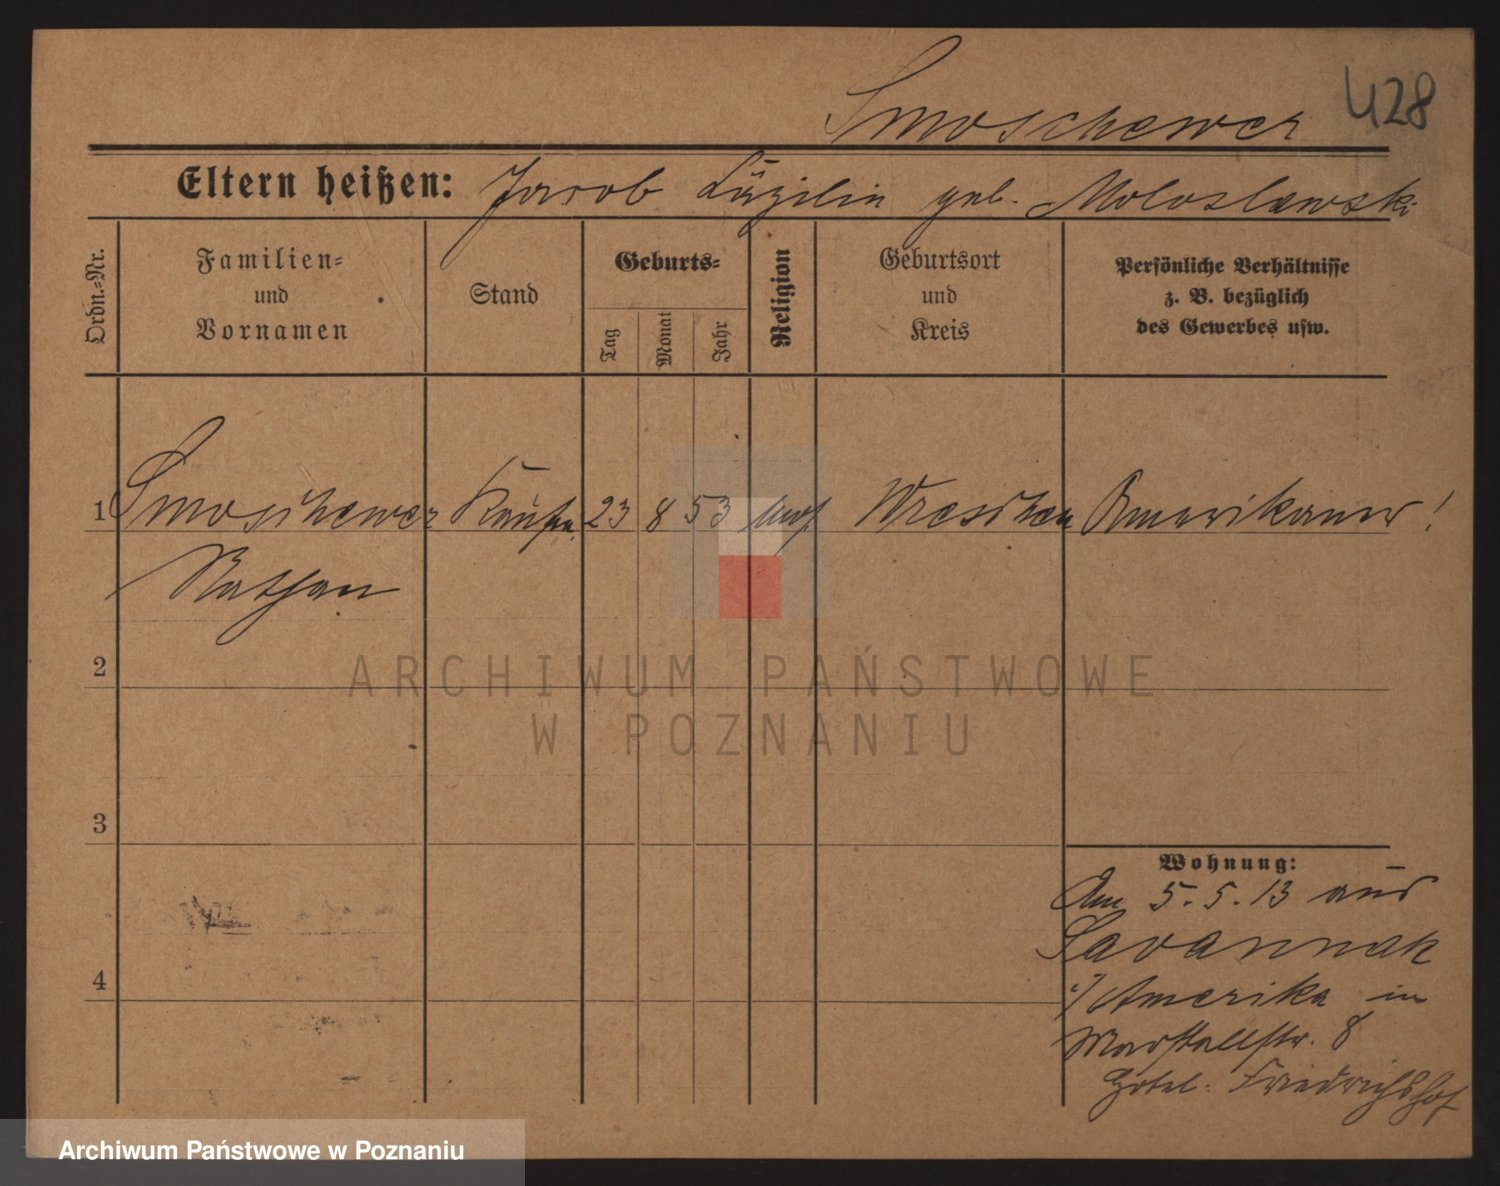 428
Smoschewer
Eltern heißen: Jacob Cäzilin geb. Moloslawski
Ordn.-Nr.
Familien-
und
Vornamen
Stand
Geburts-
Tag
Monat
Jahr
Religion
Geburtsort
und
Kreis
Persönliche Verhältnisse
z. B. bezüglich
des Gewerbes usw.
1 Smoschewer Kaufm. 23 8 53 mos Wreschen Amerikaner!
Nathan
2
ARCHIWUM PAŃSTWOWE
W POZNANIU
3
Wohnung:
Am 5.5.13 aus
Savannah
i/Amerika in
4
Marstallstr. 8
Hotel Friedrichshof
Archiwum Państwowe w Poznaniu